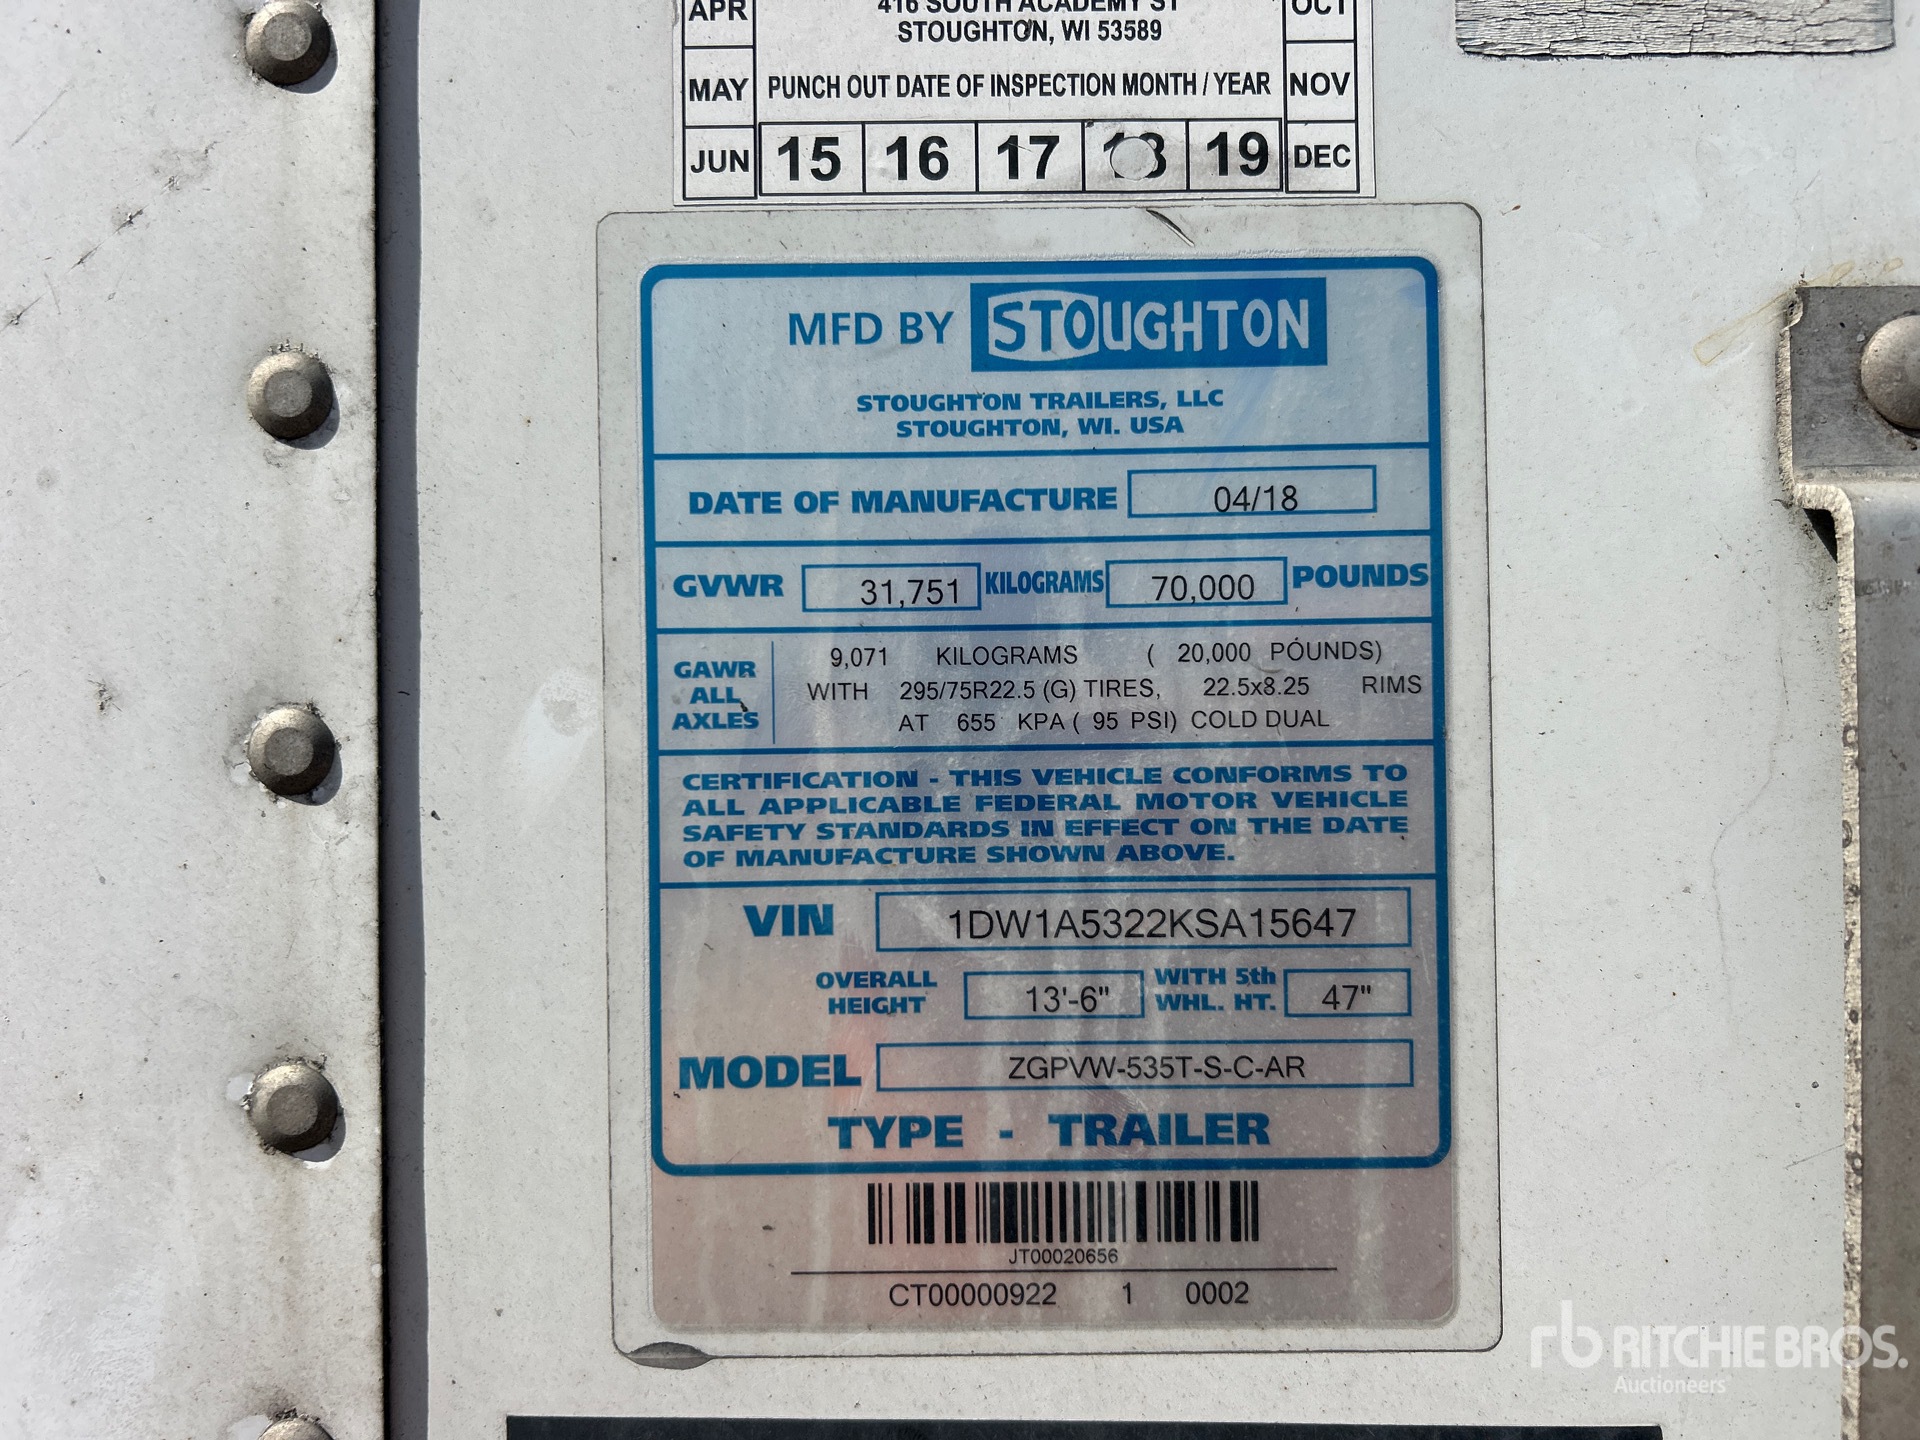 APR
416 SOUTH ACADEMY ST
OCT
STOUGHTON, WI 53589
MAY
PUNCH OUT DATE OF INSPECTION MONTH / YEAR
NOV
JUN
15 16 17 18 19
DEC
MFD BY STOUGHTON
STOUGHTON TRAILERS, LLC
STOUGHTON, WI. USA
DATE OF MANUFACTURE 04/18
GVWR 31,751 KILOGRAMS 70,000 POUNDS
GAWR ALL AXLES
9,071 KILOGRAMS ( 20,000 POUNDS)
WITH 295/75R22.5 (G) TIRES, 22.5x8.25 RIMS
AT 655 KPA ( 95 PSI) COLD DUAL
CERTIFICATION - THIS VEHICLE CONFORMS TO
ALL APPLICABLE FEDERAL MOTOR VEHICLE
SAFETY STANDARDS IN EFFECT ON THE DATE
OF MANUFACTURE SHOWN ABOVE.
VIN 1DW1A5322KSA15647
OVERALL HEIGHT 13'-6" WITH 5th WHL. HT. 47"
MODEL ZGPVW-535T-S-C-AR
TYPE - TRAILER
JT00020656
CT00000922 1 0002
rb RITCHIE BROS.
Auctioneers